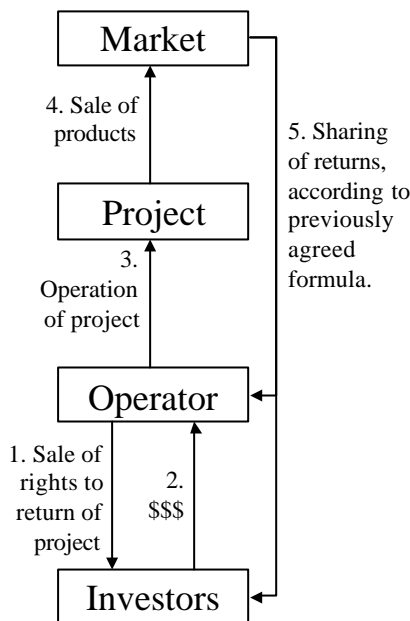 Market
4. Sale of
products
5. Sharing
of returns,
according to
previously
agreed
formula.
Project
3.
Operation
of project
Operator
1. Sale of
rights to
return of
project
2.
$$$
Investors